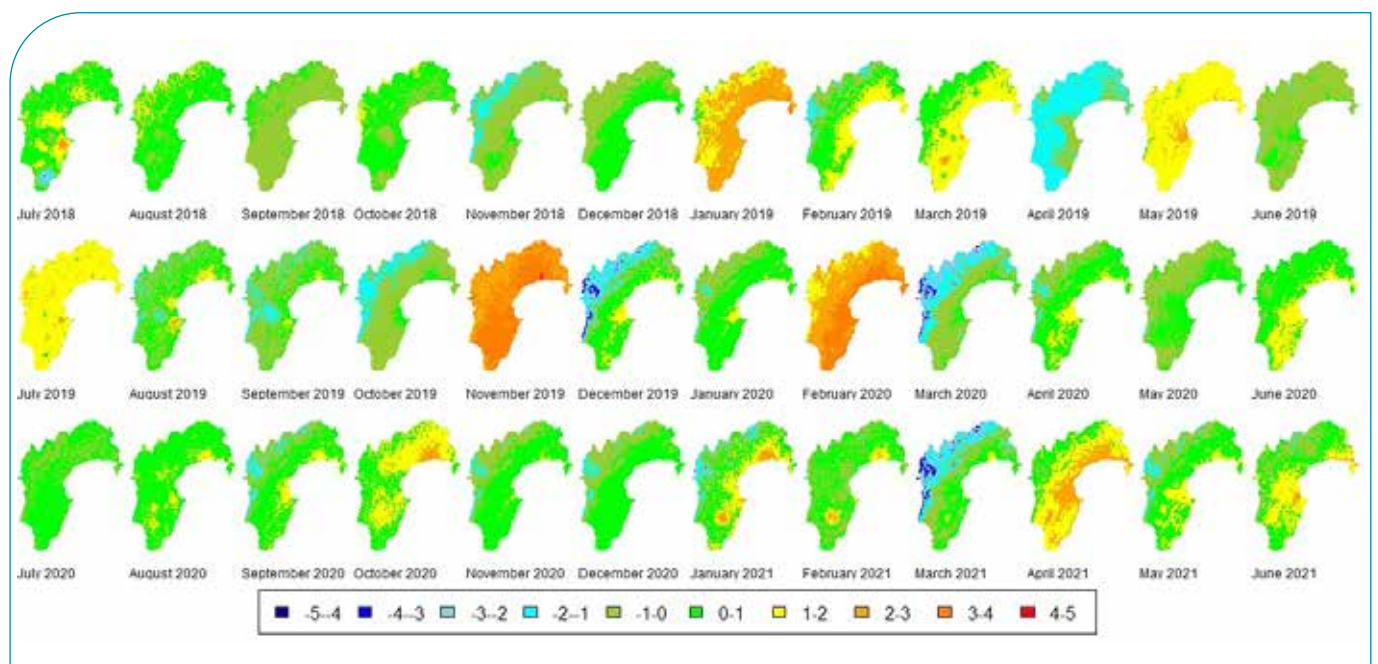 July 2018 August 2018 September 2018 October 2018 November 2018 December 2018 January 2019 February 2019 March 2019 April 2019 May 2019 June 2019
July 2019 August 2019 September 2019 October 2019 November 2019 December 2019 January 2020 February 2020 March 2020 April 2020 May 2020 June 2020
July 2020 August 2020 September 2020 October 2020 November 2020 December 2020 January 2021 February 2021 March 2021 April 2021 May 2021 June 2021
-5--4 -4--3 -3--2 -2--1 -1-0 0-1 1-2 2-3 3-4 4-5